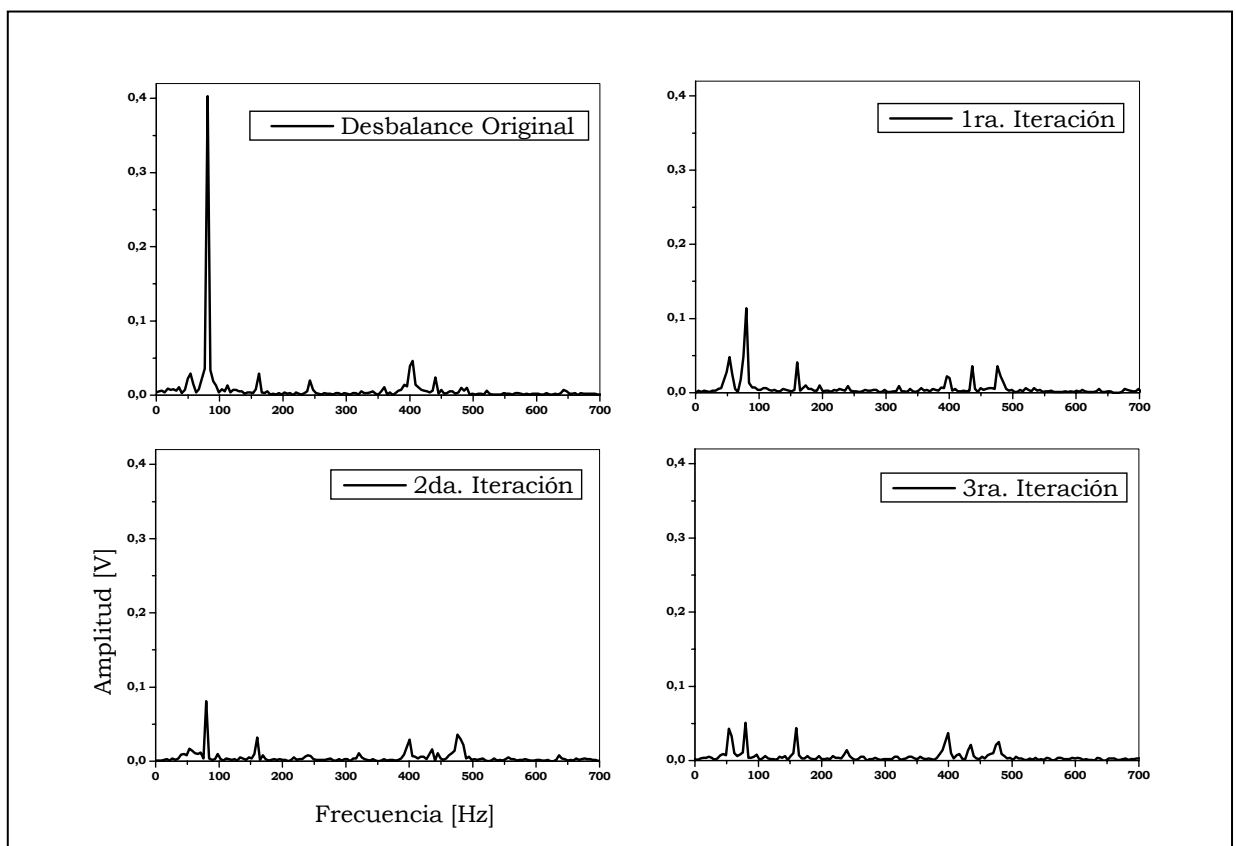 0,4
0,3
0,2
0,1
0,0
0 100 200 300 400 500 600 700
Desbalance Original
0,4
0,3
0,2
0,1
0,0
0 100 200 300 400 500 600 700
1ra. Iteración
0,4
0,3
0,2
0,1
0,0
0 100 200 300 400 500 600 700
2da. Iteración
0,4
0,3
0,2
0,1
0,0
0 100 200 300 400 500 600 700
3ra. Iteración
Amplitud [V]
Frecuencia [Hz]